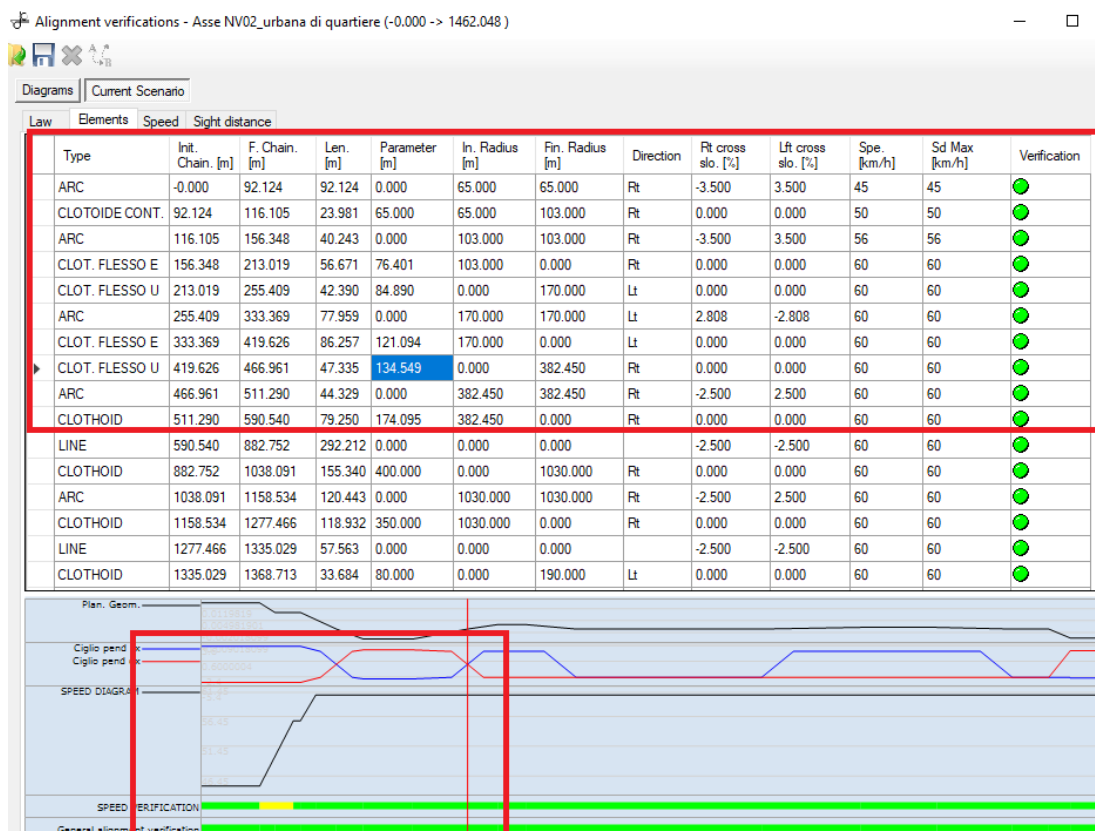 Alignment verifications - Asse NV02_urbana di quartiere (-0.000 -> 1462.048 )
Diagrams Current Scenario
Law Elements Speed Sight distance
Type Init. Chain. [m] F. Chain. [m] Len. [m] Parameter [m] In. Radius [m] Fin. Radius [m] Direction Rt cross slo. [%] Lft cross slo. [%] Spe. [km/h] Sd Max [km/h] Verification
ARC -0.000 92.124 92.124 0.000 65.000 65.000 Rt -3.500 3.500 45 45
CLOTOIDE CONT. 92.124 116.105 23.981 65.000 65.000 103.000 Rt 0.000 0.000 50 50
ARC 116.105 156.348 40.243 0.000 103.000 103.000 Rt -3.500 3.500 56 56
CLOT. FLESSO E 156.348 213.019 56.671 76.401 103.000 0.000 Rt 0.000 0.000 60 60
CLOT. FLESSO U 213.019 255.409 42.390 84.890 0.000 170.000 Lt 0.000 0.000 60 60
ARC 255.409 333.369 77.959 0.000 170.000 170.000 Lt 2.808 -2.808 60 60
CLOT. FLESSO E 333.369 419.626 86.257 121.094 170.000 0.000 Lt 0.000 0.000 60 60
CLOT. FLESSO U 419.626 466.961 47.335 134.549 0.000 382.450 Rt 0.000 0.000 60 60
ARC 466.961 511.290 44.329 0.000 382.450 382.450 Rt -2.500 2.500 60 60
CLOTHOID 511.290 590.540 79.250 174.095 382.450 0.000 Rt 0.000 0.000 60 60
LINE 590.540 882.752 292.212 0.000 0.000 0.000 -2.500 -2.500 60 60
CLOTHOID 882.752 1038.091 155.340 400.000 0.000 1030.000 Rt 0.000 0.000 60 60
ARC 1038.091 1158.534 120.443 0.000 1030.000 1030.000 Rt -2.500 2.500 60 60
CLOTHOID 1158.534 1277.466 118.932 350.000 1030.000 0.000 Rt 0.000 0.000 60 60
LINE 1277.466 1335.029 57.563 0.000 0.000 0.000 -2.500 -2.500 60 60
CLOTHOID 1335.029 1368.713 33.684 80.000 0.000 190.000 Lt 0.000 0.000 60 60
Plan. Geom.
Ciglio pend
Ciglio pend
SPEED DIAGRAM
56.45
51.45
SPEED VERIFICATION
General alignment verification